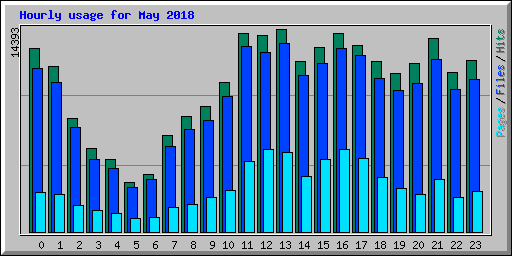 Hourly usage for May 2018
14393
Pages / Files / Hits
0 1 2 3 4 5 6 7 8 9 10 11 12 13 14 15 16 17 18 19 20 21 22 23